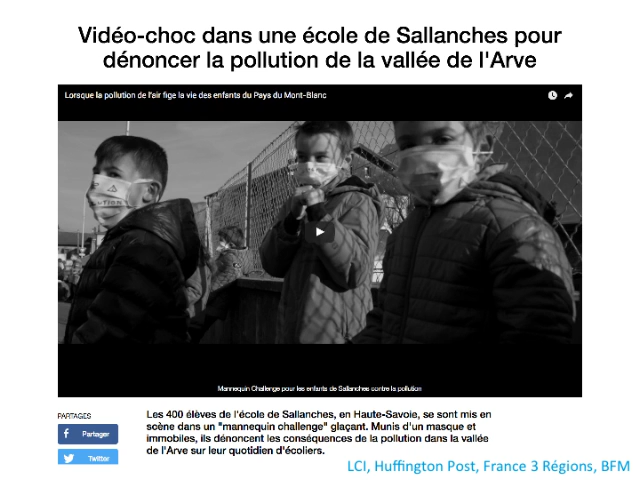 Vidéo-choc dans une école de Sallanches pour
dénoncer la pollution de la vallée de l'Arve
Lorsque la pollution de l'air fige la vie des enfants du Pays du Mont-Blanc
Mannequin Challenge pour les enfants de Sallanches contre la pollution
PARTAGES
Partager
Twitter
Les 400 élèves de l'école de Sallanches, en Haute-Savoie, se sont mis en
scène dans un "mannequin challenge" glaçant. Munis d'un masque et
immobiles, ils dénoncent les conséquences de la pollution dans la vallée
de l'Arve sur leur quotidien d'écoliers.
LCI, Huffington Post, France 3 Régions, BFM